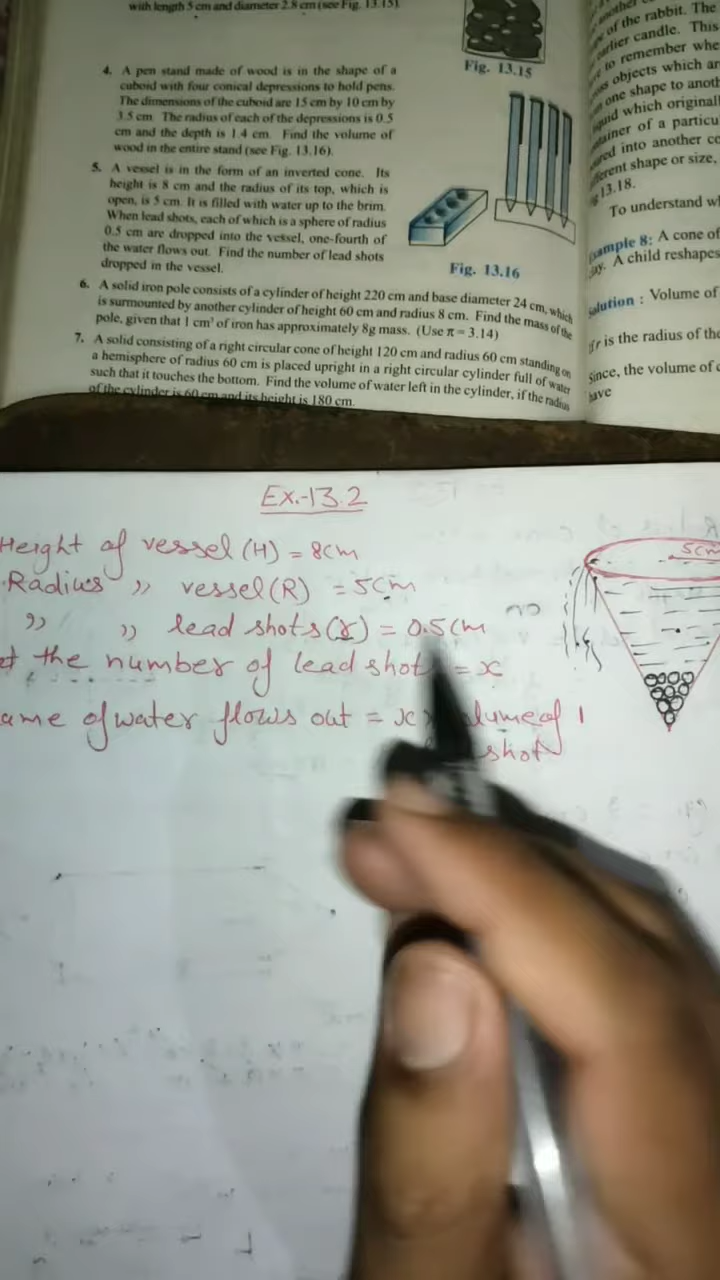 with length 5 cm and diameter 2.8 cm (see Fig. 13.15).
Fig. 13.15
4. A pen stand made of wood is in the shape of a
cuboid with four conical depressions to hold pens.
The dimensions of the cuboid are 15 cm by 10 cm by
3.5 cm. The radius of each of the depressions is 0.5
cm and the depth is 1.4 cm. Find the volume of
wood in the entire stand (see Fig. 13.16).
5. A vessel is in the form of an inverted cone. Its
height is 8 cm and the radius of its top, which is
open, is 5 cm. It is filled with water up to the brim.
When lead shots, each of which is a sphere of radius
0.5 cm are dropped into the vessel, one-fourth of
the water flows out. Find the number of lead shots
dropped in the vessel.
Fig. 13.16
6. A solid iron pole consists of a cylinder of height 220 cm and base diameter 24 cm, which
is surmounted by another cylinder of height 60 cm and radius 8 cm. Find the mass of the
pole, given that 1 cm³ of iron has approximately 8g mass. (Use π = 3.14)
7. A solid consisting of a right circular cone of height 120 cm and radius 60 cm standing on
a hemisphere of radius 60 cm is placed upright in a right circular cylinder full of water
such that it touches the bottom. Find the volume of water left in the cylinder, if the radius
of the cylinder is 60 cm and its height is 180 cm.
of the rabbit. The
candle. This
to remember whe
objects which ar
one shape to anoth
which original
of a particu
into another co
shape or size,
13.18.
To understand w
8: A cone of
A child reshapes
: Volume of
r is the radius of the
Since, the volume of c
have
Ex.-13.2
Height of vessel (H) = 8cm
Radius ,, vessel (R) = 5cm
,, ,, lead shots (r) = 0.5cm
the number of lead shots = x
of water flows out = x of 1
shot
5cm